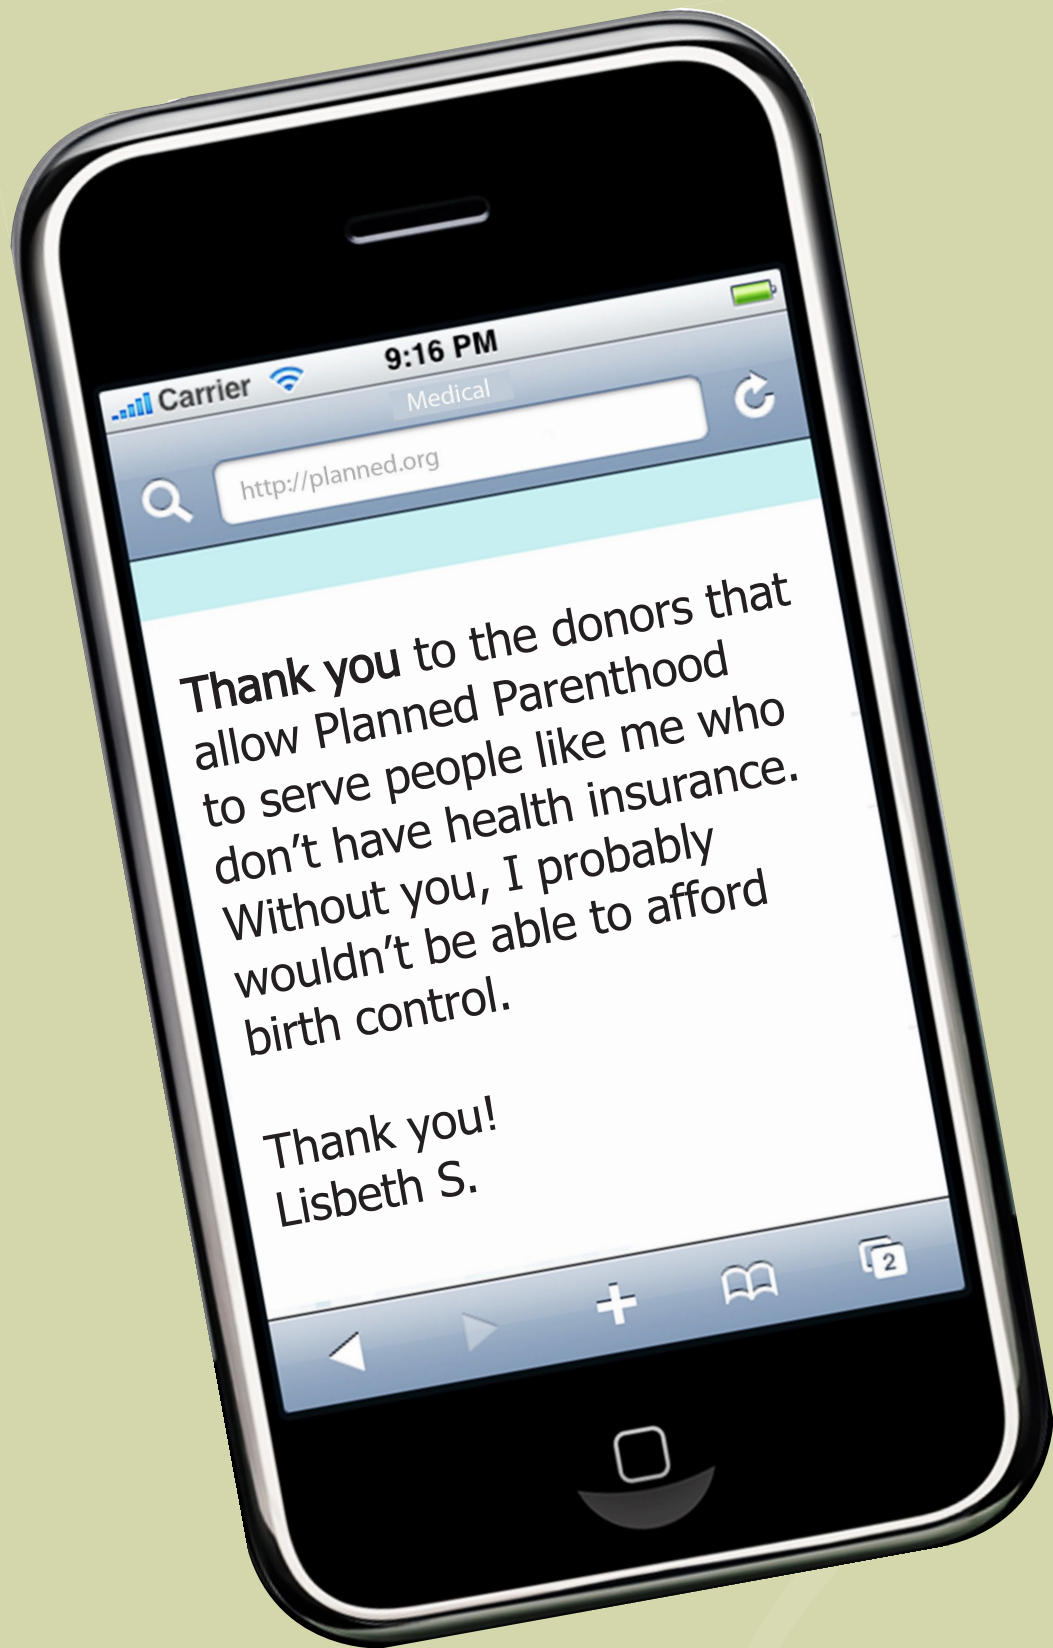 Carrier 9:16 PM
Medical
http://planned.org
Thank you to the donors that
allow Planned Parenthood
to serve people like me who
don’t have health insurance.
Without you, I probably
wouldn’t be able to afford
birth control.
Thank you!
Lisbeth S.
2